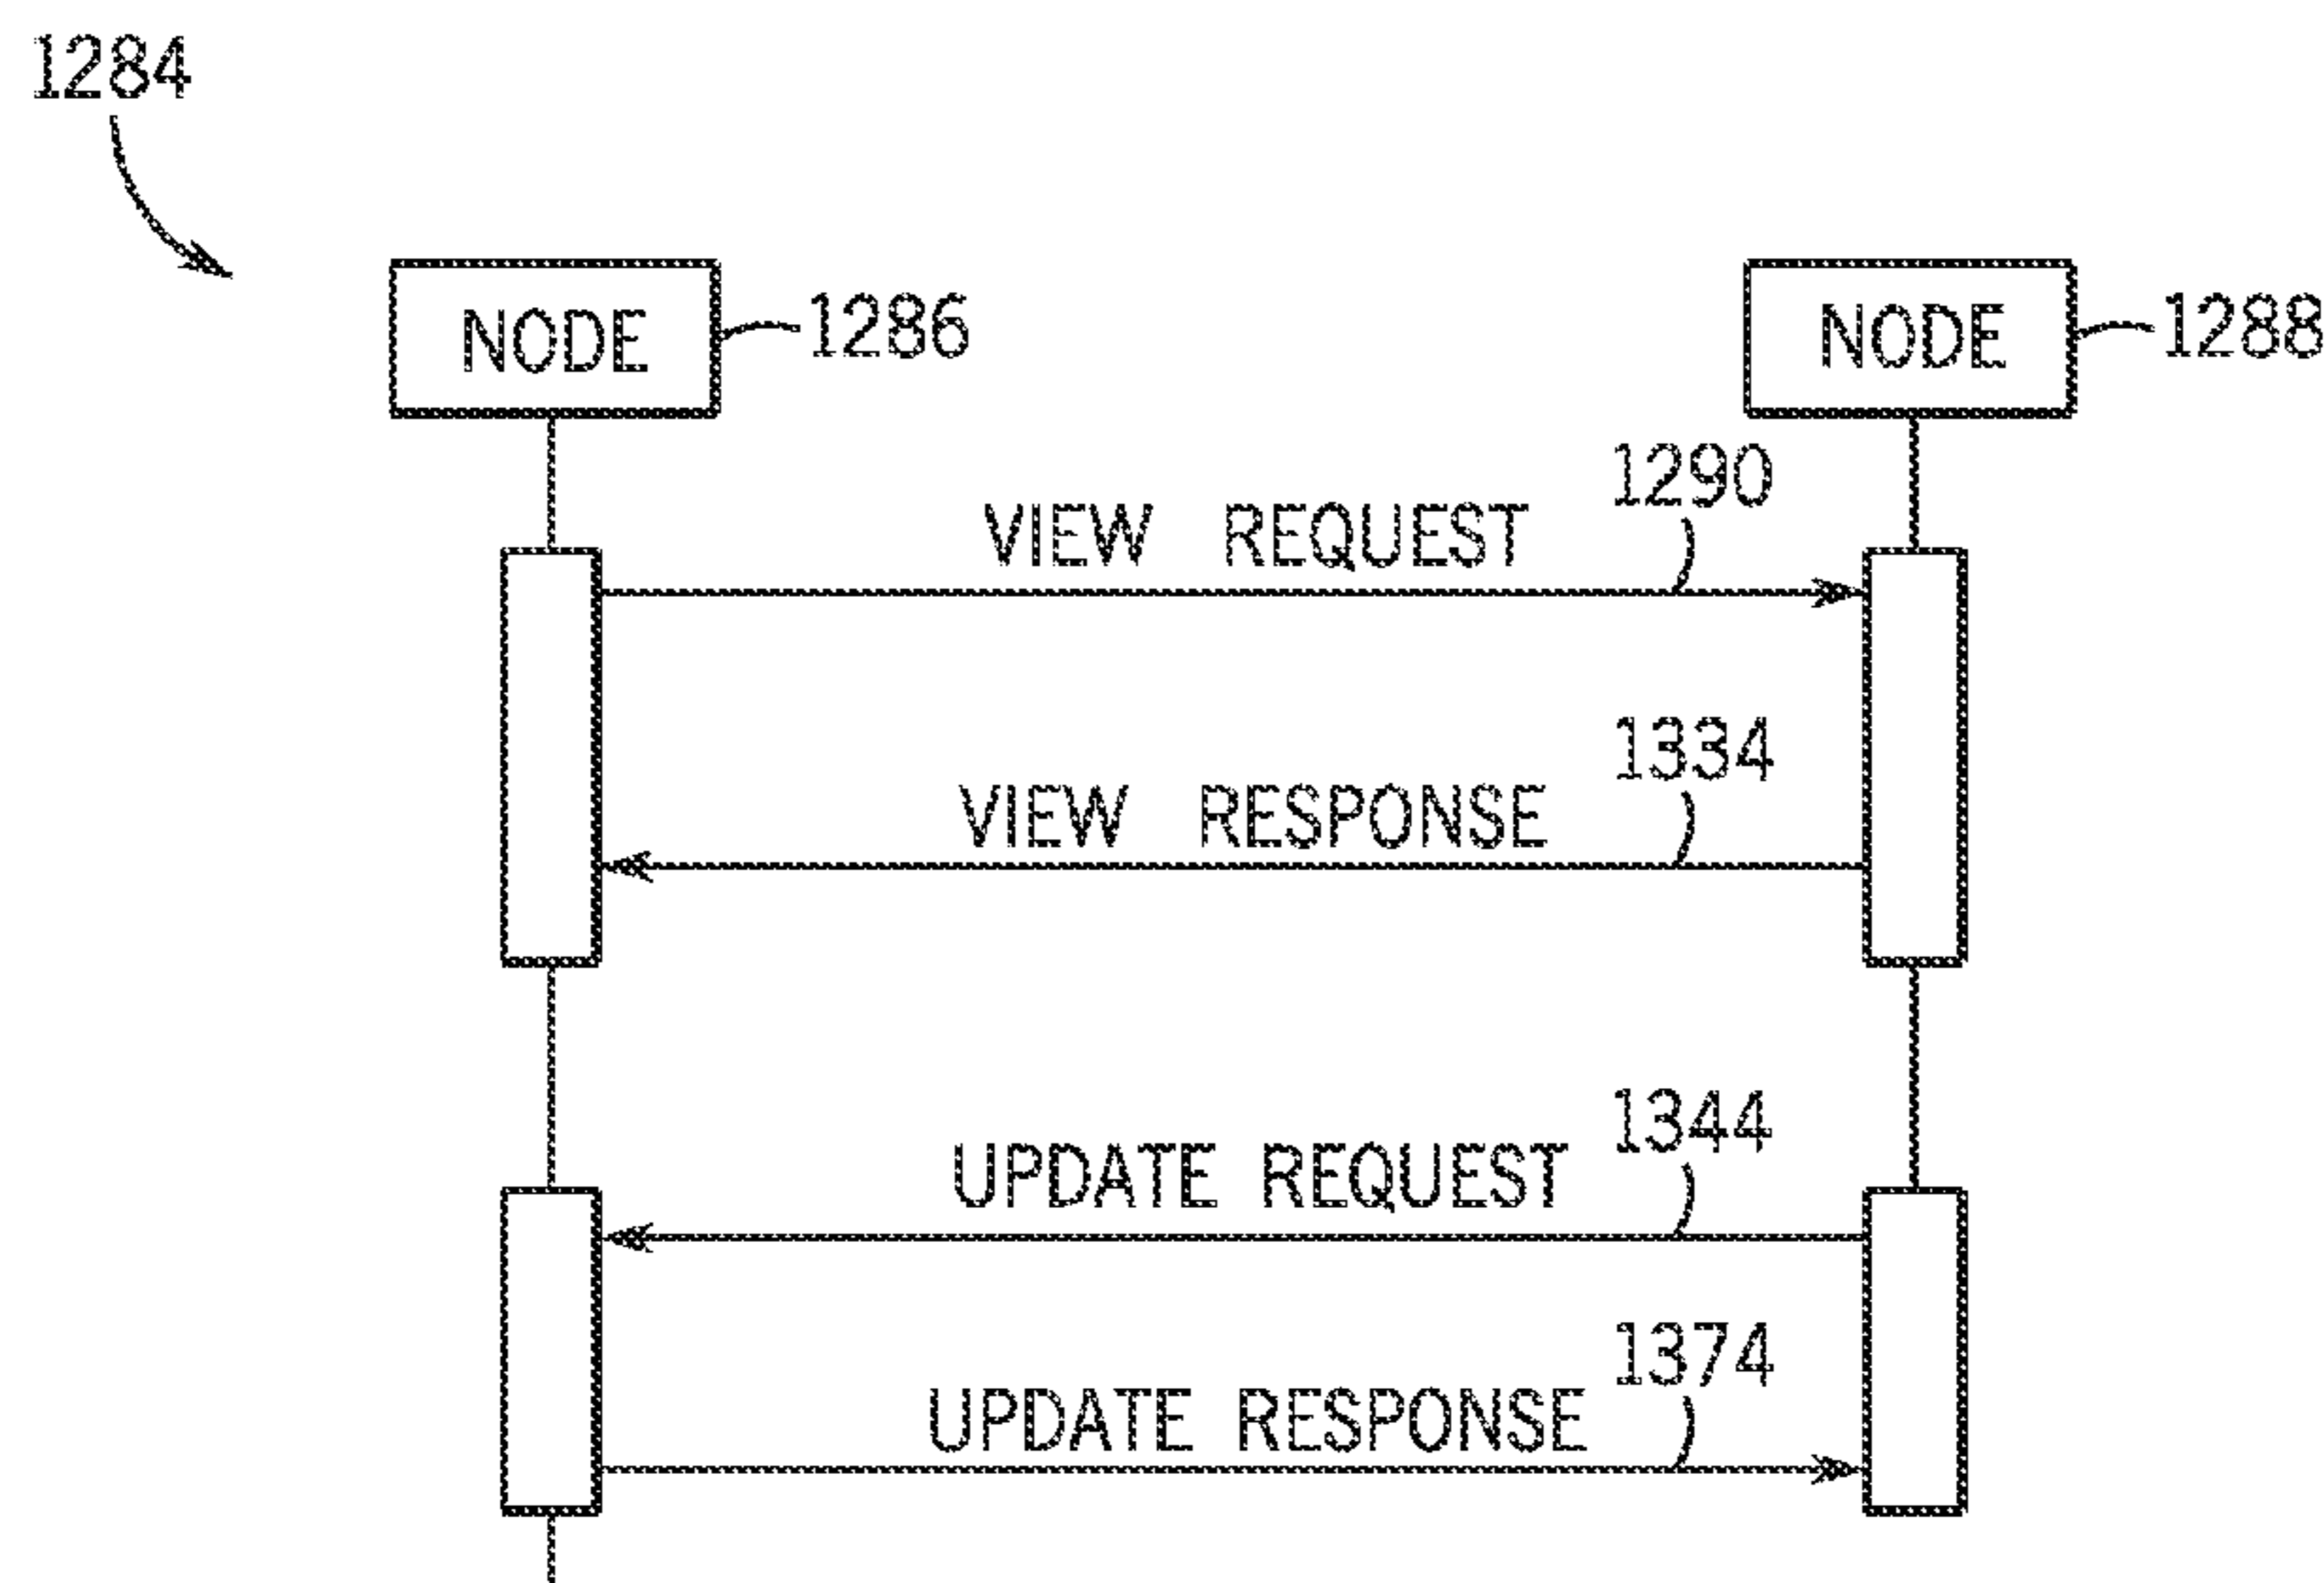 1284
NODE
1286
NODE
1288
1290
VIEW REQUEST
1334
VIEW RESPONSE
1344
UPDATE REQUEST
1374
UPDATE RESPONSE